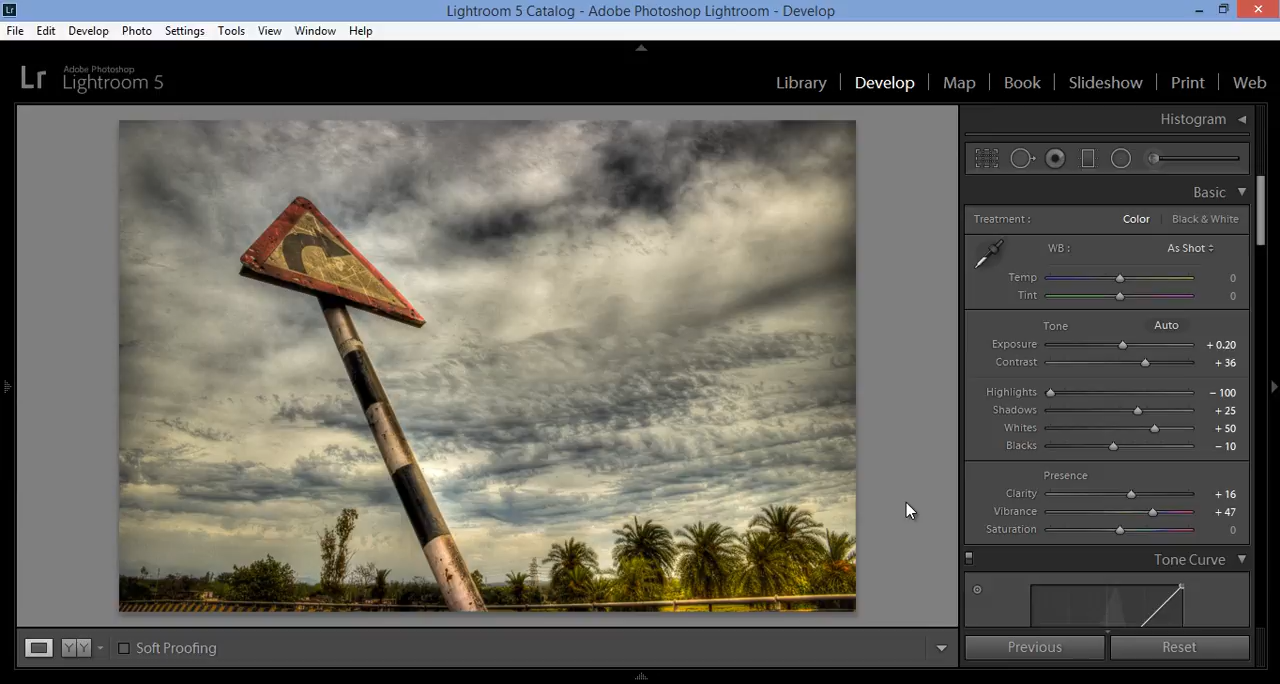 Lr
Lightroom 5 Catalog - Adobe Photoshop Lightroom - Develop
File Edit Develop Photo Settings Tools View Window Help
Lr Adobe Photoshop
Lightroom 5
Library | Develop | Map | Book | Slideshow | Print | Web
Histogram
Basic
Treatment : Color | Black & White
WB : As Shot
Temp 0
Tint 0
Tone Auto
Exposure + 0.20
Contrast + 36
Highlights – 100
Shadows + 25
Whites + 50
Blacks – 10
Presence
Clarity + 16
Vibrance + 47
Saturation 0
Tone Curve
YY Soft Proofing
Previous Reset